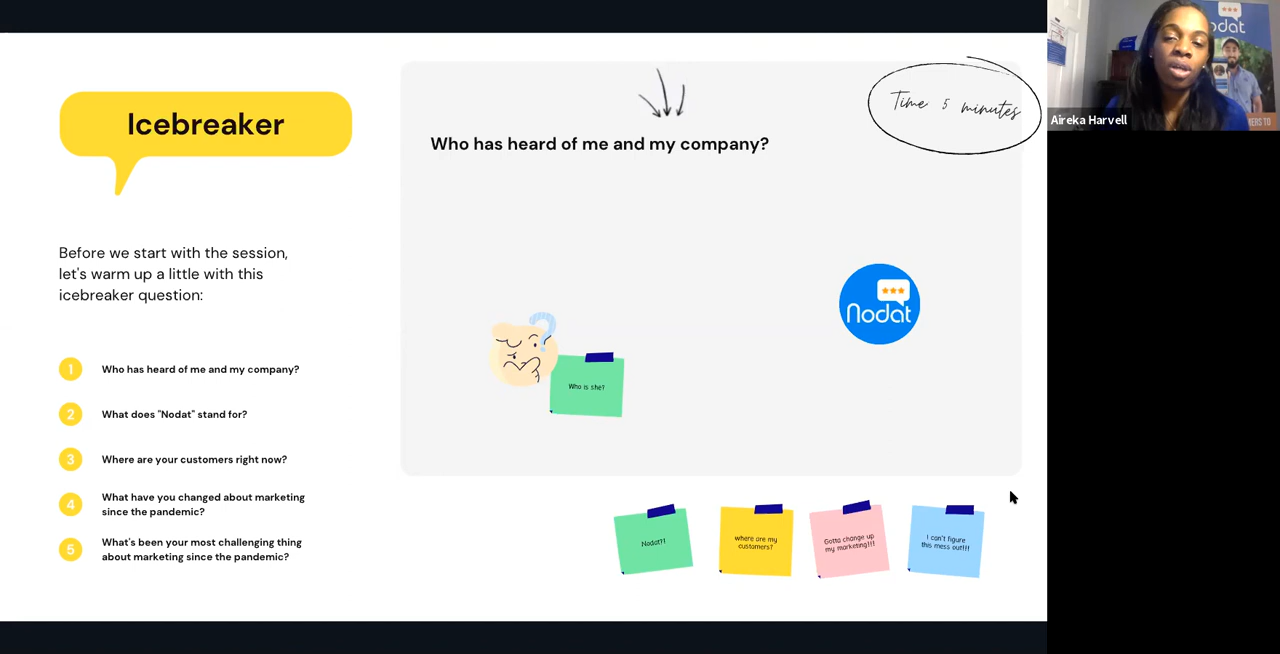 Icebreaker
Before we start with the session,
let's warm up a little with this
icebreaker question:
1 Who has heard of me and my company?
2 What does "Nodat" stand for?
3 Where are your customers right now?
4 What have you changed about marketing
since the pandemic?
5 What's been your most challenging thing
about marketing since the pandemic?
Time 5 minutes
Who has heard of me and my company?
Nodat
Who is she?
Nodat?!
where are my
customers?
Gotta change up
my marketing!!!
I can't figure
this mess out!!!
odat
Aireka Harvell
MERS TO